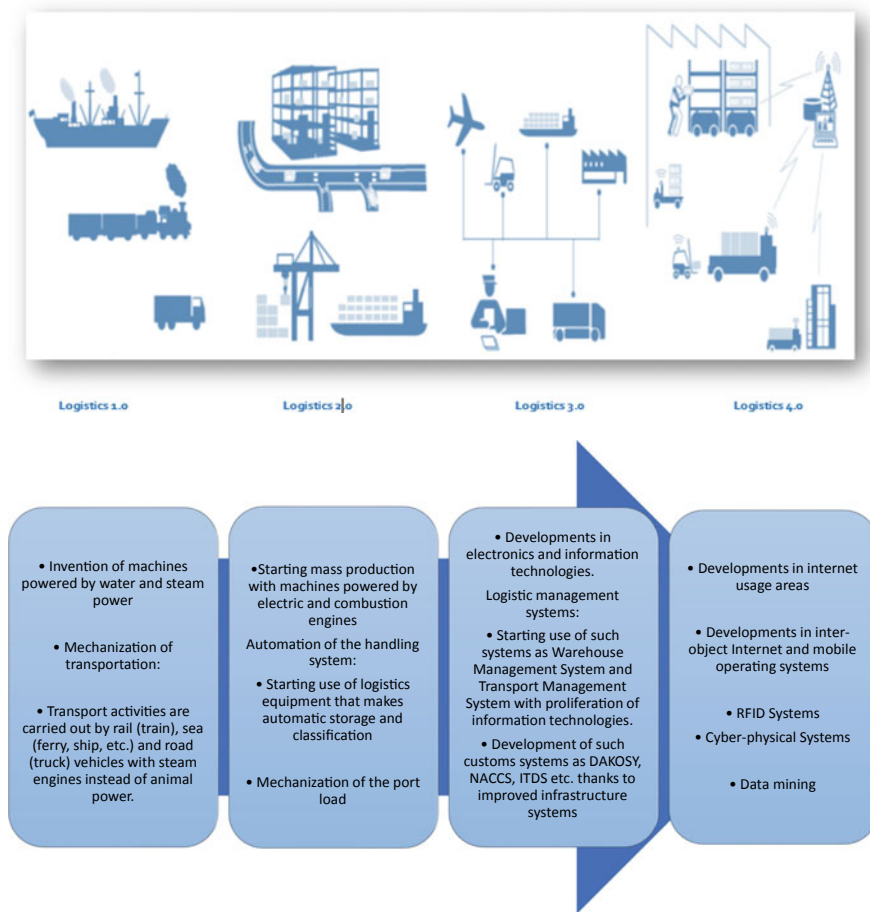 Logistics 1.0
Logistics 2.0
Logistics 3.0
Logistics 4.0
• Invention of machines
powered by water and steam
power
• Mechanization of
transportation:
• Transport activities are
carried out by rail (train), sea
(ferry, ship, etc.) and road
(truck) vehicles with steam
engines instead of animal
power.
•Starting mass production
with machines powered by
electric and combustion
engines
Automation of the handling
system:
• Starting use of logistics
equipment that makes
automatic storage and
classification
• Mechanization of the port
load
• Developments in
electronics and information
technologies.
Logistic management
systems:
• Starting use of such
systems as Warehouse
Management System and
Transport Management
System with proliferation of
information technologies.
• Development of such
customs systems as DAKOSY,
NACCS, ITDS etc. thanks to
improved infrastructure
systems
• Developments in internet
usage areas
• Developments in inter-
object Internet and mobile
operating systems
• RFID Systems
• Cyber-physical Systems
• Data mining